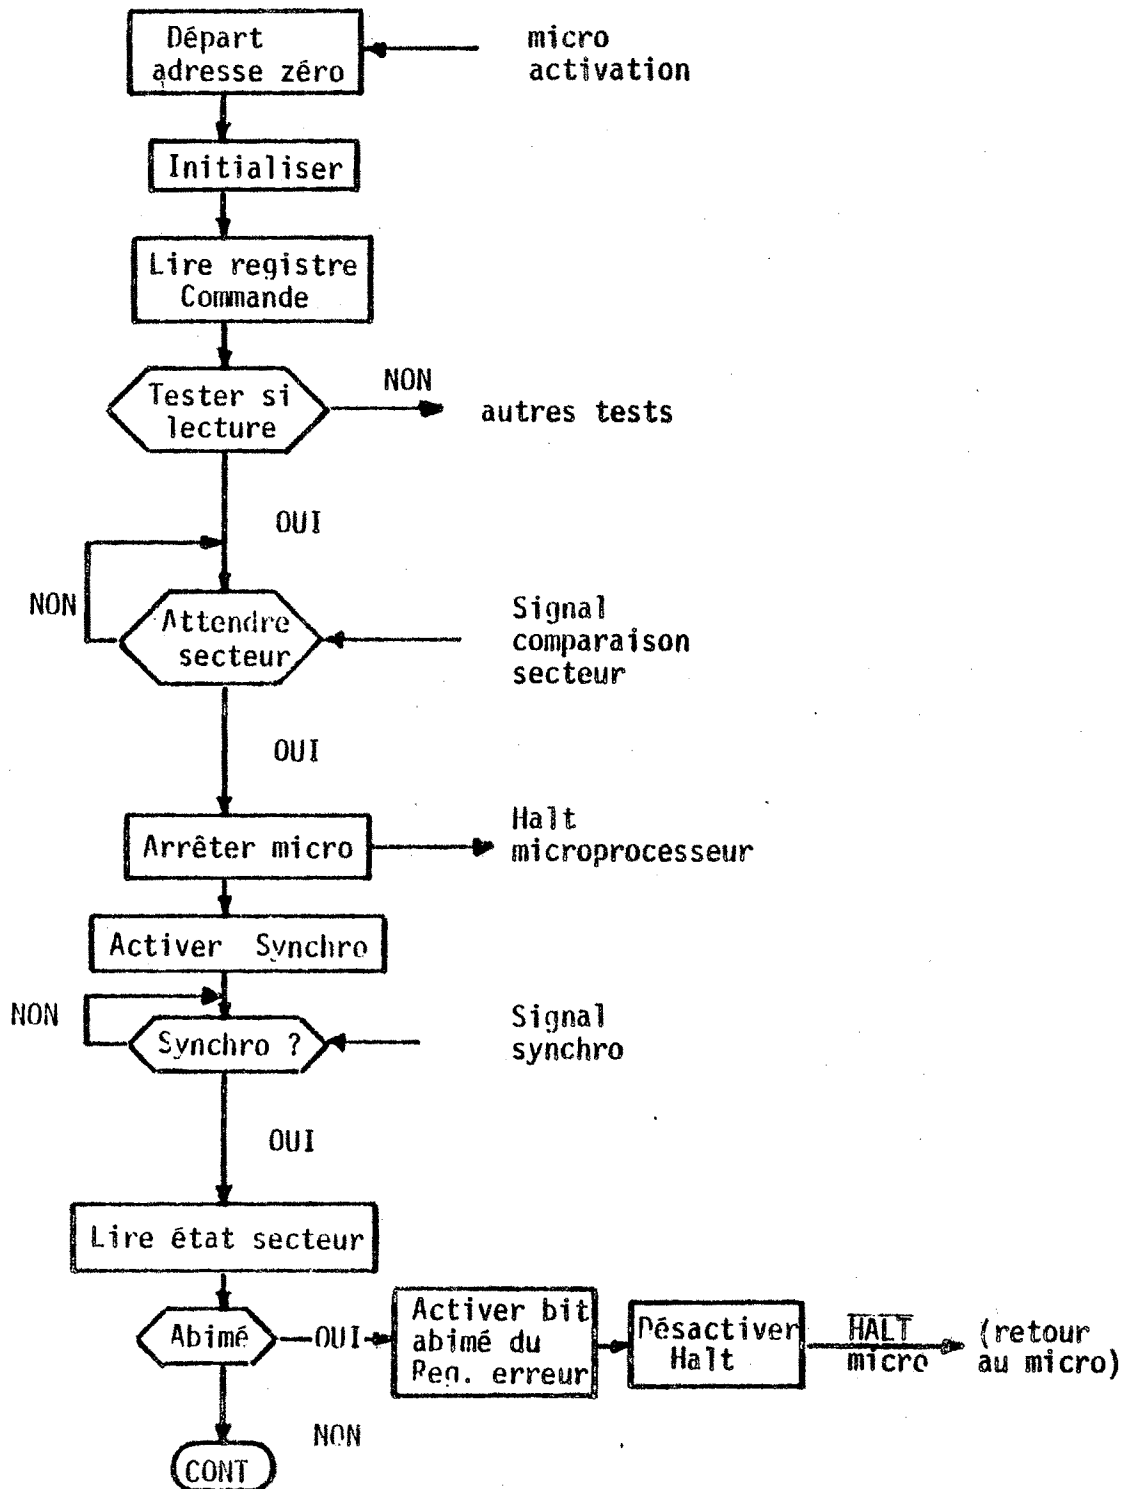 Départ
adresse zéro
micro
activation
Initialiser
Lire registre
Commande
Tester si
lecture
NON
autres tests
OUI
NON
Attendre
secteur
Signal
comparaison
secteur
OUI
Arrêter micro
Halt
microprocesseur
Activer Synchro
NON
Synchro ?
Signal
synchro
OUI
Lire état secteur
Abimé
OUI
Activer bit
abimé du
Reg. erreur
Désactiver
Halt
HALT
micro
(retour
au micro)
NON
CONT